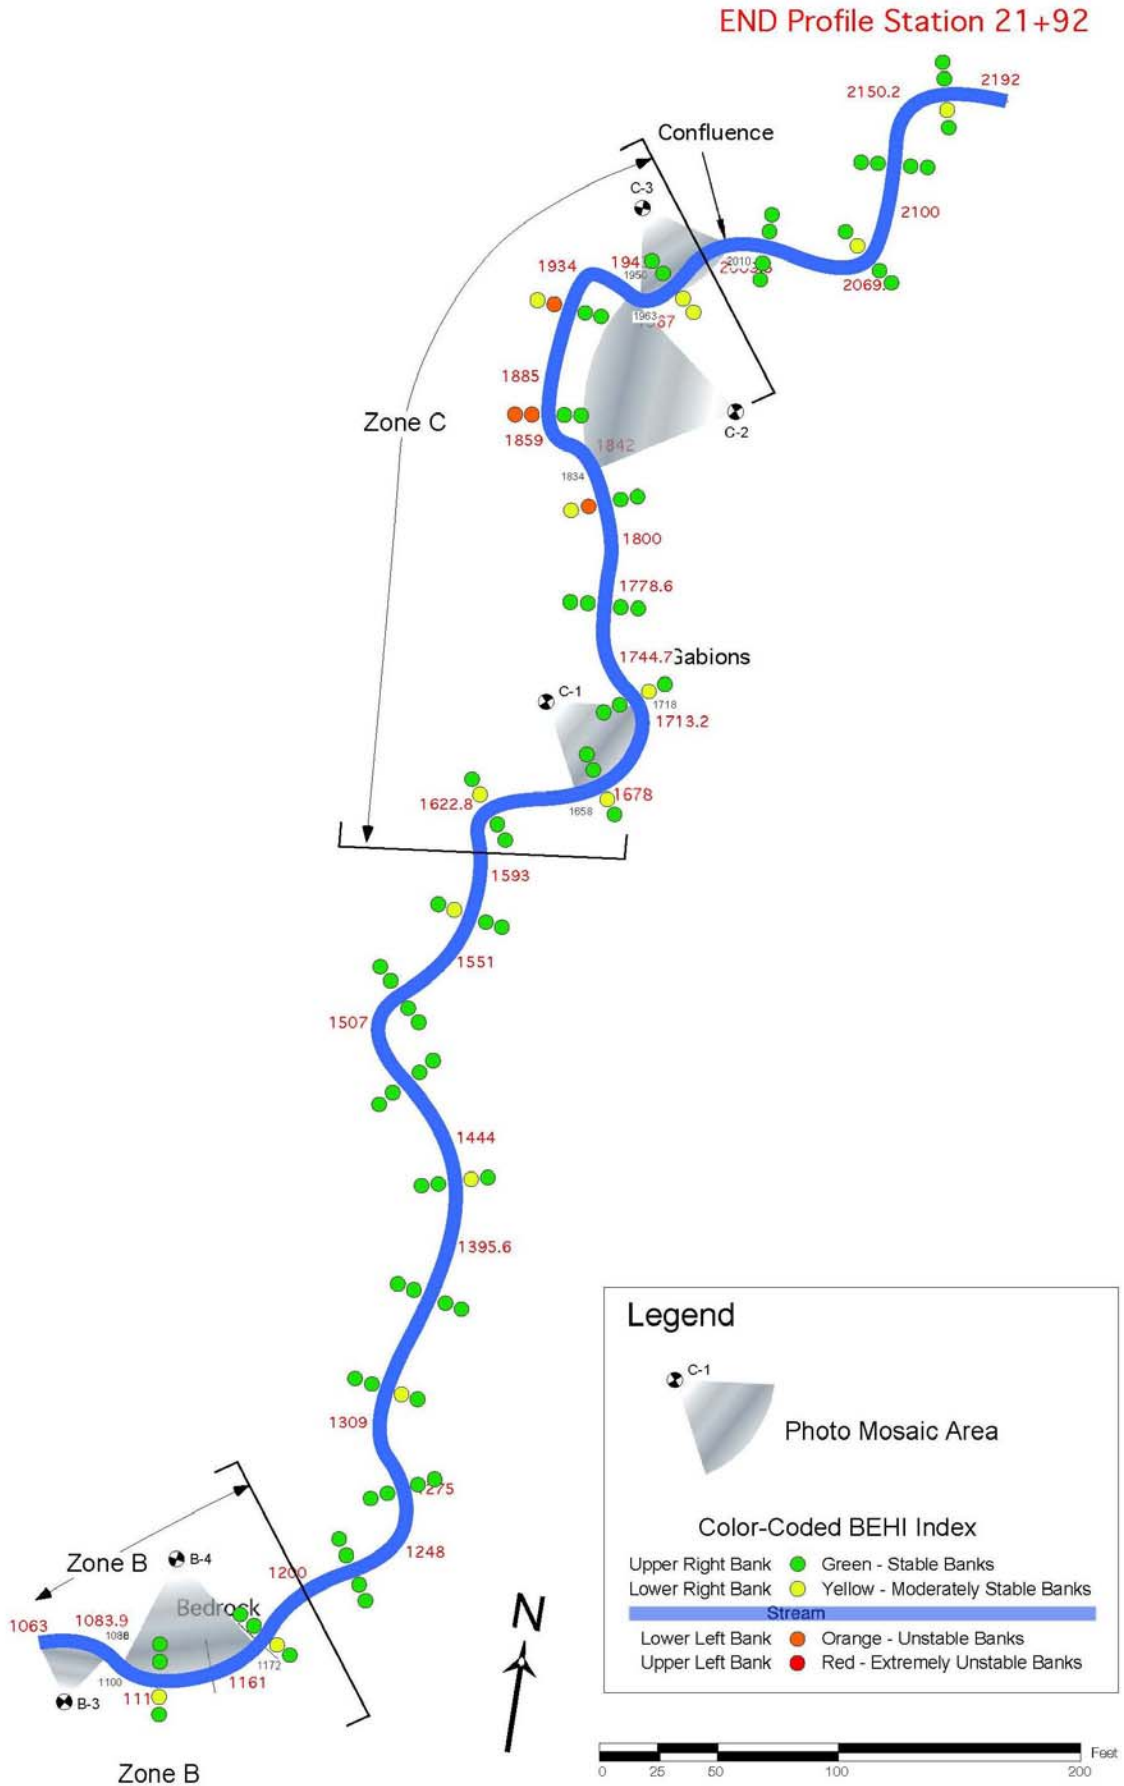 END Profile Station 21+92
2192
2150.2
Confluence
C-3
2100
1934
194
1950
2010
2069.
1963
1885
Zone C
1859
C-2
1842
1834
1800
1778.6
1744.7
Gabions
C-1
1718
1713.2
1622.8
1678
1658
1593
1551
1507
1444
1395.6
1309
1275
1248
1200
Zone B
B-4
1063
1083.9
1088
Bedrock
1100
1172
1161
111
B-3
Zone B
N
Legend
C-1
Photo Mosaic Area
Color-Coded BEHI Index
Upper Right Bank Green - Stable Banks
Lower Right Bank Yellow - Moderately Stable Banks
Stream
Lower Left Bank Orange - Unstable Banks
Upper Left Bank Red - Extremely Unstable Banks
0 25 50 100 200 Feet